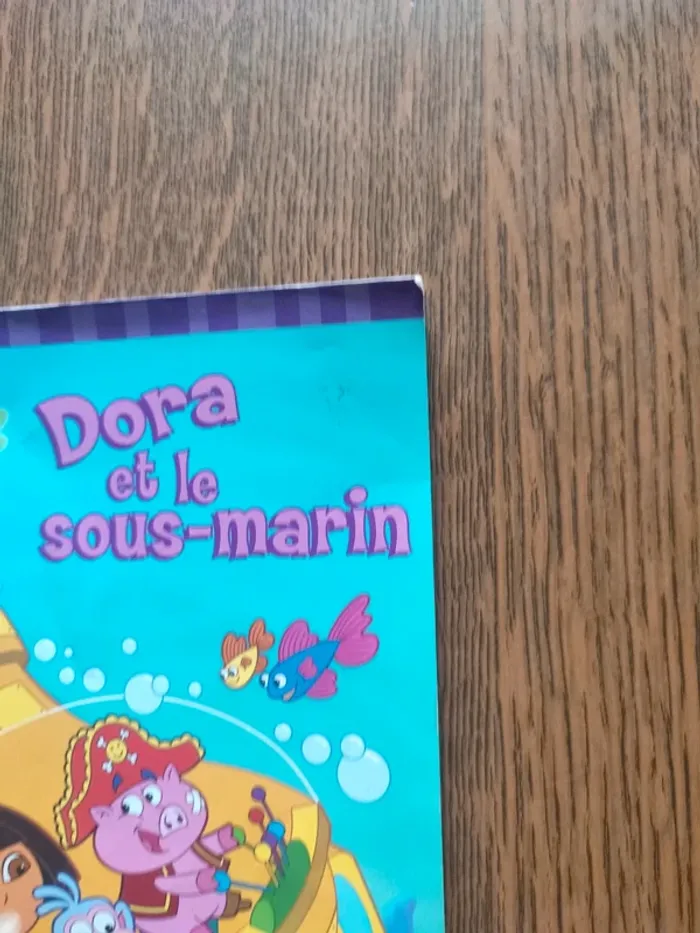 Dora
et le
sous-marin